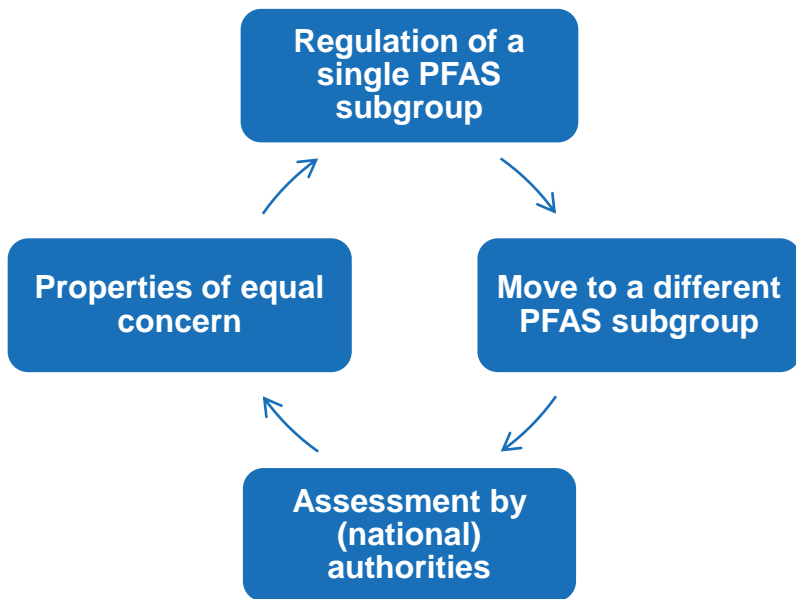 Regulation of a
single PFAS
subgroup
Properties of equal
concern
Move to a different
PFAS subgroup
Assessment by
(national)
authorities